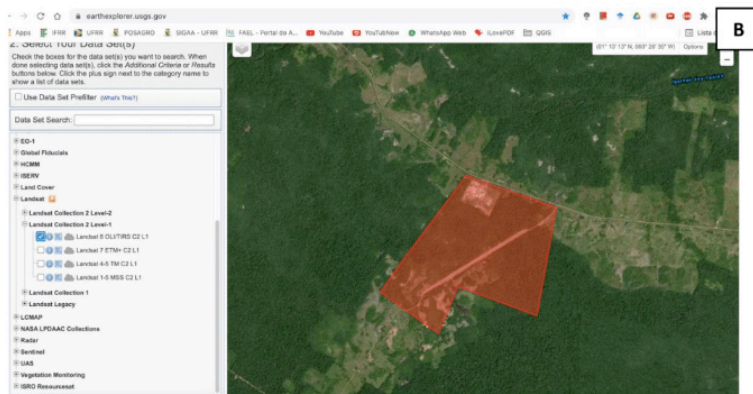 earthexplorer.usgs.gov
B
Apps IFRR UFRR POSAGRO SIGAA - UFRR FAEL - Portal do A... YouTube YouTubNow WhatsApp Web iLovePDF QGIS Lista
2. Select Your Data Set(s)
Check the boxes for the data set(s) you want to search. When
done selecting data set(s), click the Additional Criteria or Results
buttons below. Click the plus sign next to the category name to
show a list of data sets.
Options
Use Data Set Prefilter (What's This?)
Data Set Search:
EO-1
Global Fiducials
HCMM
ISERV
Land Cover
Landsat
Landsat Collection 2 Level-2
Landsat Collection 2 Level-1
Landsat 8 OLI/TIRS C2 L1
Landsat 7 ETM+ C2 L1
Landsat 4-5 TM C2 L1
Landsat 1-5 MSS C2 L1
Landsat Collection 1
Landsat Legacy
LCMAP
NASA LPDAAC Collections
Radar
Sentinel
UAS
Vegetation Monitoring
ISRO Resourcesat